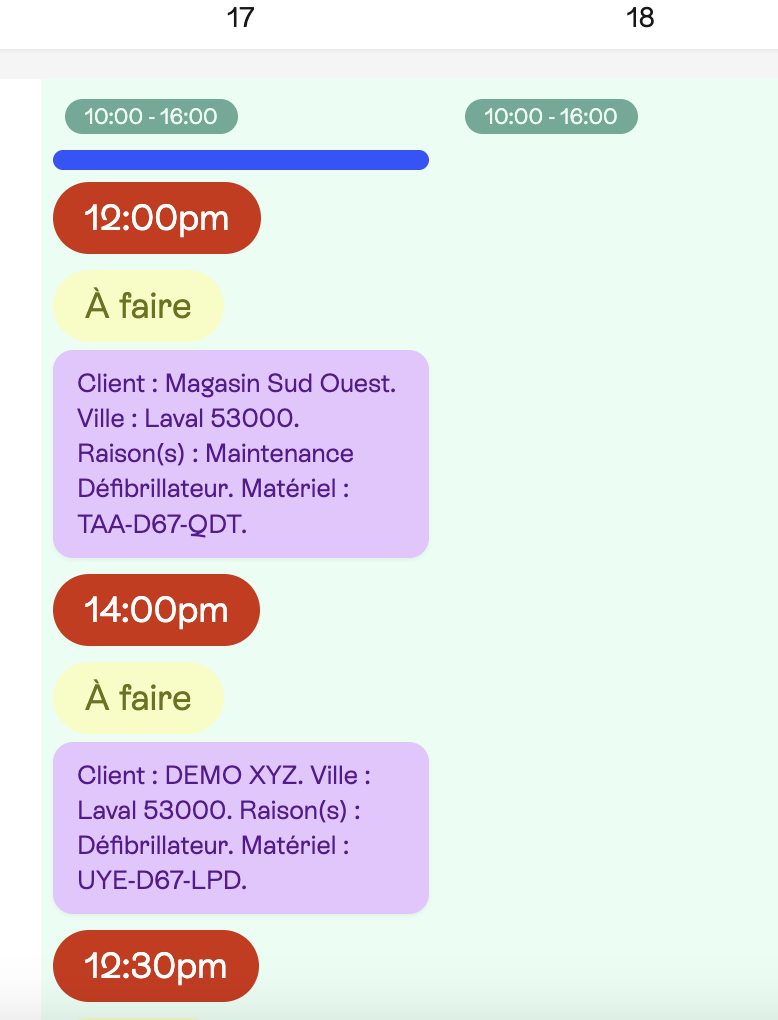 17
18
10:00 - 16:00
10:00 - 16:00
12:00pm
À faire
Client : Magasin Sud Ouest.
Ville : Laval 53000.
Raison(s) : Maintenance
Défibrillateur. Matériel :
TAA-D67-QDT.
14:00pm
À faire
Client : DEMO XYZ. Ville :
Laval 53000. Raison(s) :
Défibrillateur. Matériel :
UYE-D67-LPD.
12:30pm